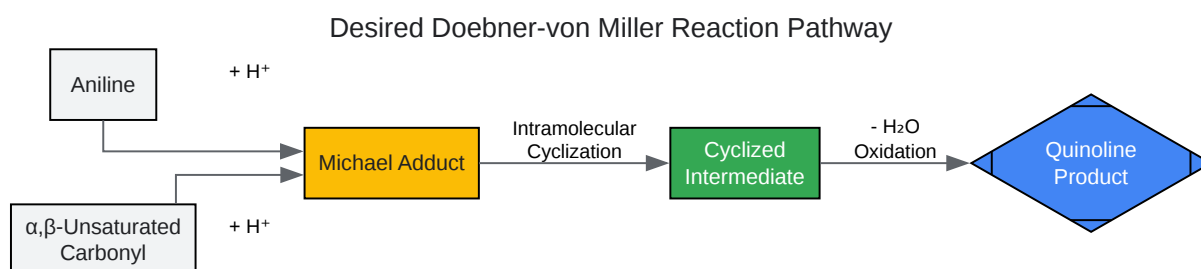 Desired Doebner-von Miller Reaction Pathway
Aniline
+ H⁺
Michael Adduct
Intramolecular
Cyclization
Cyclized
Intermediate
- H₂O
Oxidation
Quinoline
Product
α,β-Unsaturated
Carbonyl
+ H⁺